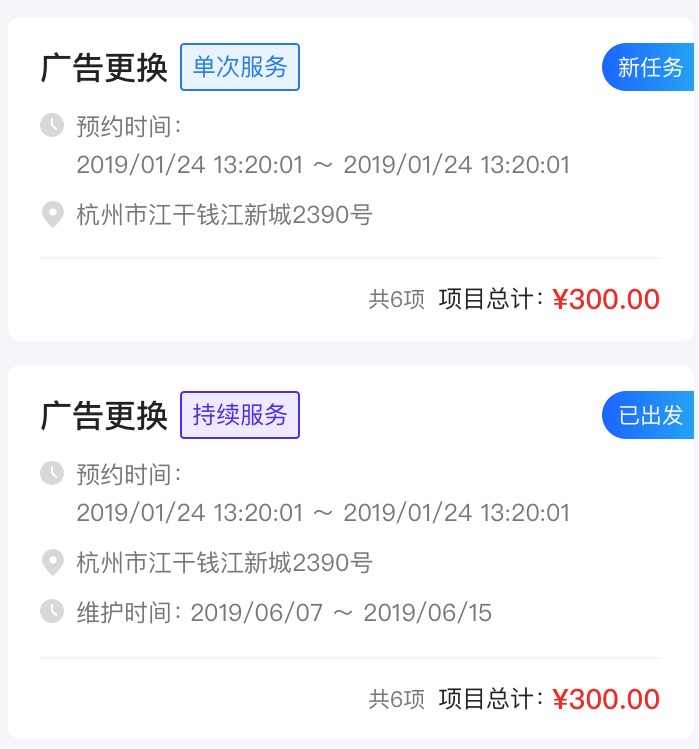 广告更换 单次服务 新任务
预约时间：
2019/01/24 13:20:01 ～ 2019/01/24 13:20:01
杭州市江干钱江新城2390号
共6项 项目总计：¥300.00
广告更换 持续服务 已出发
预约时间：
2019/01/24 13:20:01 ～ 2019/01/24 13:20:01
杭州市江干钱江新城2390号
维护时间：2019/06/07 ～ 2019/06/15
共6项 项目总计：¥300.00